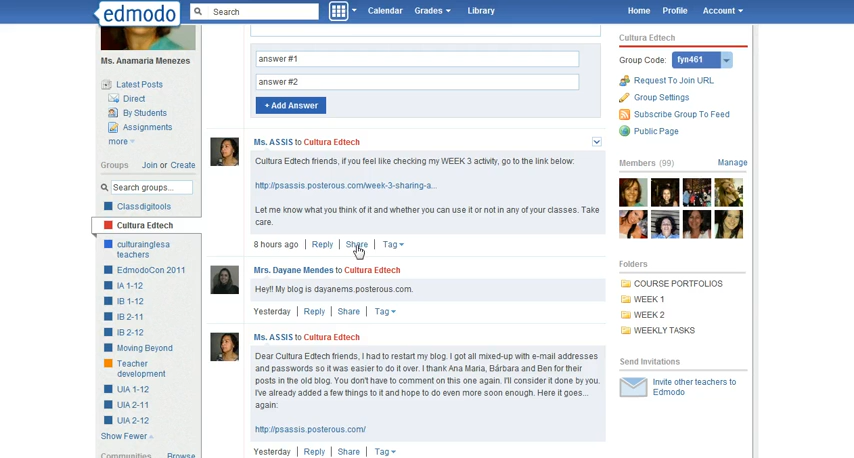 edmodo
Search
Calendar
Grades
Library
Home
Profile
Account
Ms. Anamaria Menezes
Latest Posts
Direct
By Students
Assignments
more
Groups Join or Create
Search groups...
Classdigitools
Cultura Edtech
culturainglesa
teachers
EdmodoCon 2011
IA 1-12
IB 1-12
IB 2-11
IB 2-12
Moving Beyond
Teacher
development
UIA 1-12
UIA 2-11
UIA 2-12
Show Fewer
Communities Browse
answer #1
answer #2
+ Add Answer
Ms. ASSIS to Cultura Edtech
Cultura Edtech friends, if you feel like checking my WEEK 3 activity, go to the link below:
http://psassis.posterous.com/week-3-sharing-a...
Let me know what you think of it and whether you can use it or not in any of your classes. Take
care.
8 hours ago | Reply | Share | Tag
Mrs. Dayane Mendes to Cultura Edtech
Hey!! My blog is dayanems.posterous.com.
Yesterday | Reply | Share | Tag
Ms. ASSIS to Cultura Edtech
Dear Cultura Edtech friends, I had to restart my blog. I got all mixed-up with e-mail addresses
and passwords so it was easier to do it over. I thank Ana Maria, Bárbara and Ben for their
posts in the old blog. You don't have to comment on this one again. I'll consider it done by you.
I've already added a few things to it and hope to do even more soon enough. Here it goes...
again:
http://psassis.posterous.com/
Yesterday | Reply | Share | Tag
Cultura Edtech
Group Code: fyn461
Request To Join URL
Group Settings
Subscribe Group To Feed
Public Page
Members (99) Manage
Folders
COURSE PORTFOLIOS
WEEK 1
WEEK 2
WEEKLY TASKS
Send Invitations
Invite other teachers to
Edmodo